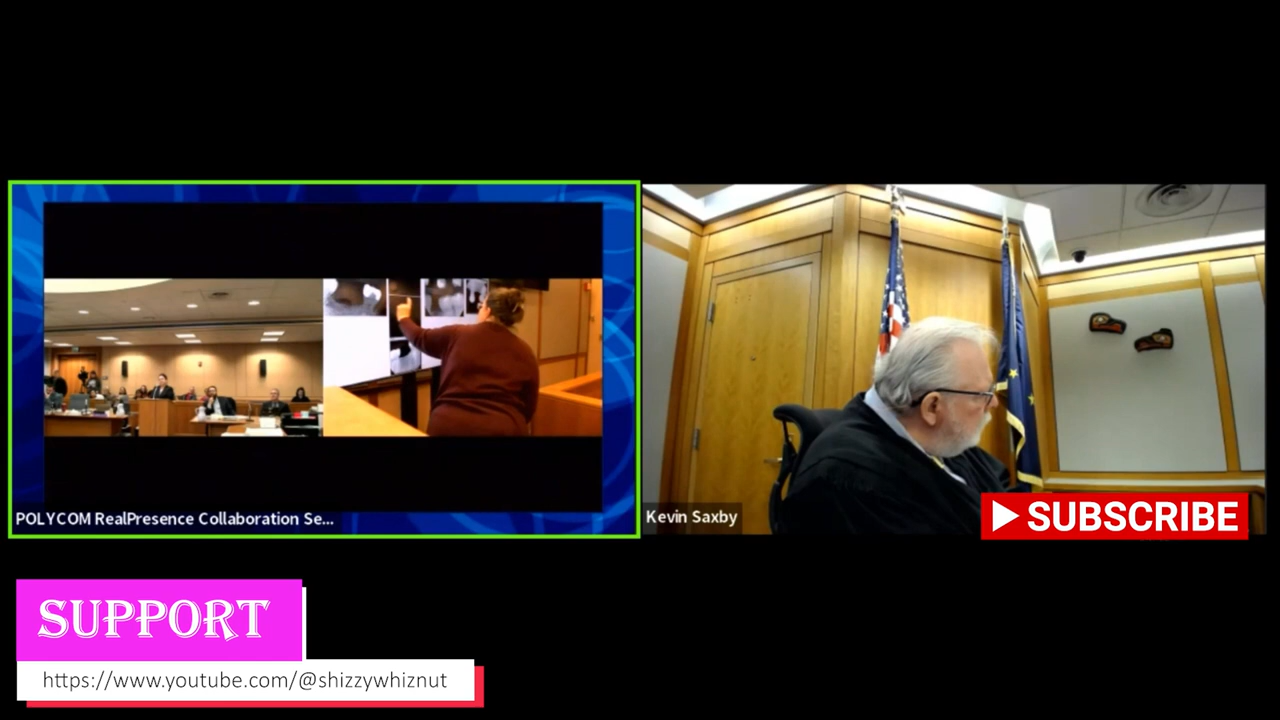 POLYCOM RealPresence Collaboration Se...
Kevin Saxby
SUBSCRIBE
SUPPORT
https://www.youtube.com/@shizzywhiznut